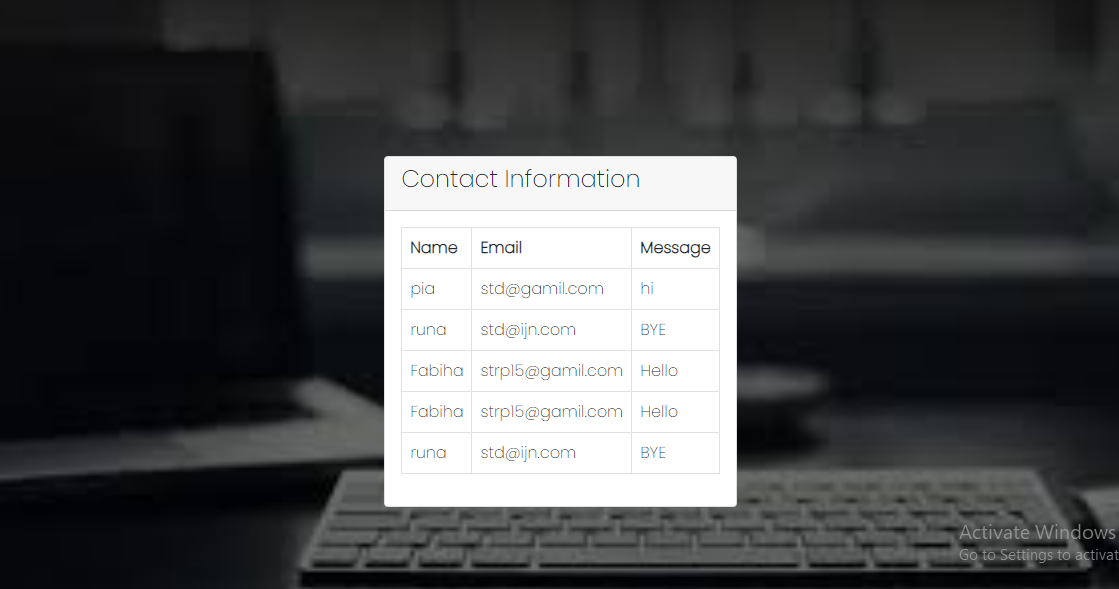 Contact Information
Name Email Message
pia std@gamil.com hi
runa std@ijn.com BYE
Fabiha strp15@gamil.com Hello
Fabiha strp15@gamil.com Hello
runa std@ijn.com BYE
Activate Windows
Go to Settings to activat